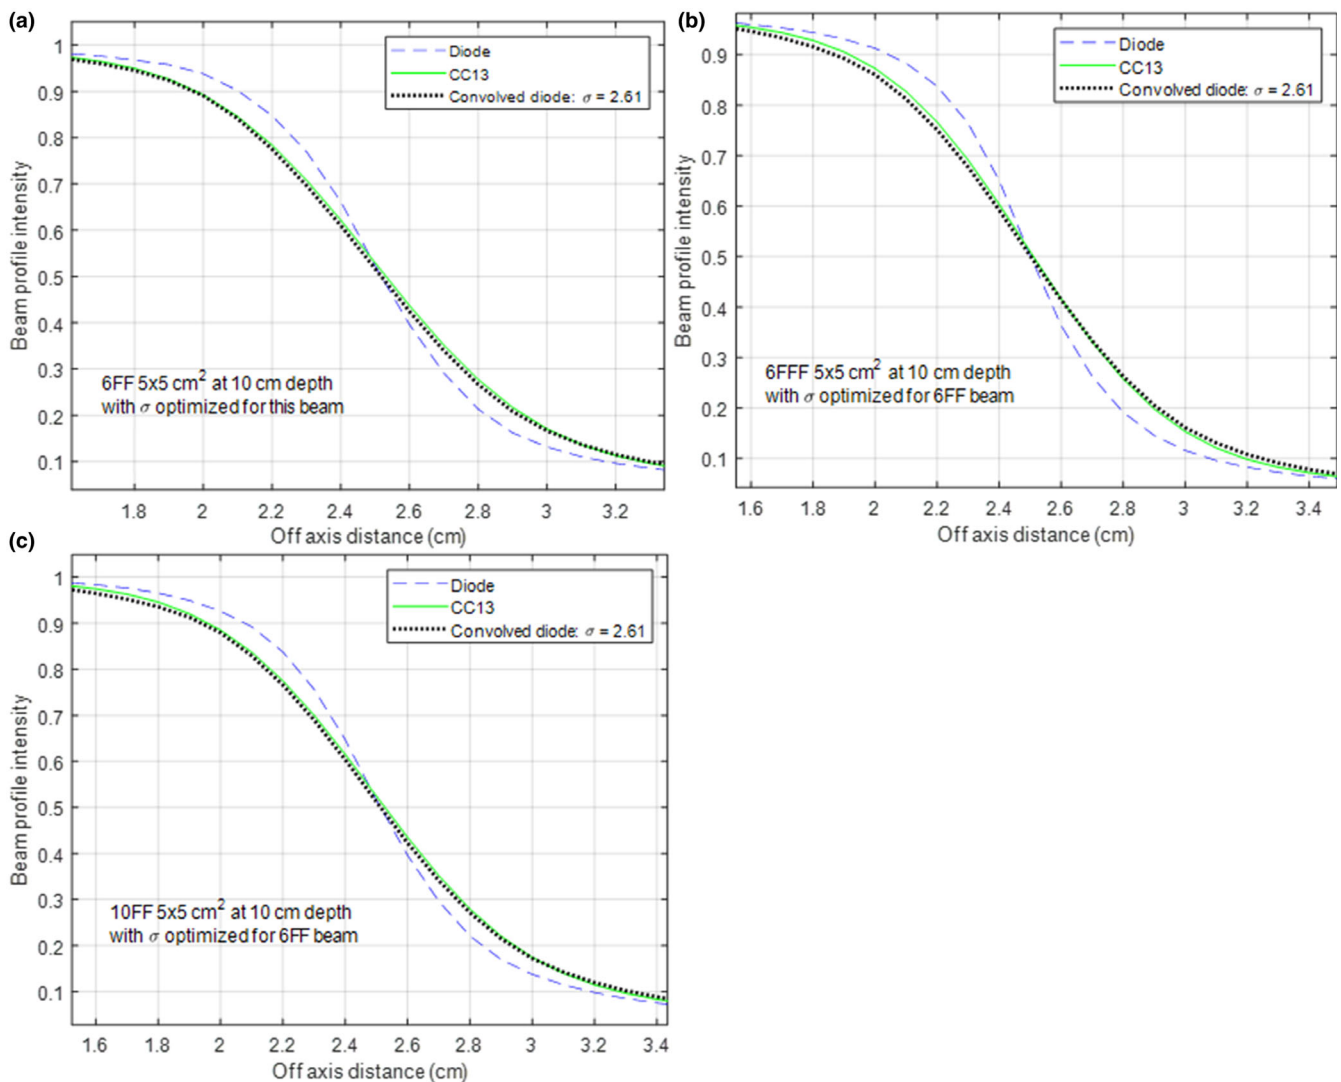 (a)
1
0.9
0.8
0.7
0.6
0.5
0.4
0.3
0.2
0.1
Beam profile intensity
Diode
CC13
Convolved diode: σ = 2.61
6FF 5x5 cm² at 10 cm depth
with σ optimized for this beam
1.8 2 2.2 2.4 2.6 2.8 3 3.2
Off axis distance (cm)
(b)
0.9
0.8
0.7
0.6
0.5
0.4
0.3
0.2
0.1
Beam profile intensity
Diode
CC13
Convolved diode: σ = 2.61
6FFF 5x5 cm² at 10 cm depth
with σ optimized for 6FF beam
1.6 1.8 2 2.2 2.4 2.6 2.8 3 3.2 3.4
Off axis distance (cm)
(c)
1
0.9
0.8
0.7
0.6
0.5
0.4
0.3
0.2
0.1
Beam profile intensity
Diode
CC13
Convolved diode: σ = 2.61
10FF 5x5 cm² at 10 cm depth
with σ optimized for 6FF beam
1.6 1.8 2 2.2 2.4 2.6 2.8 3 3.2 3.4
Off axis distance (cm)